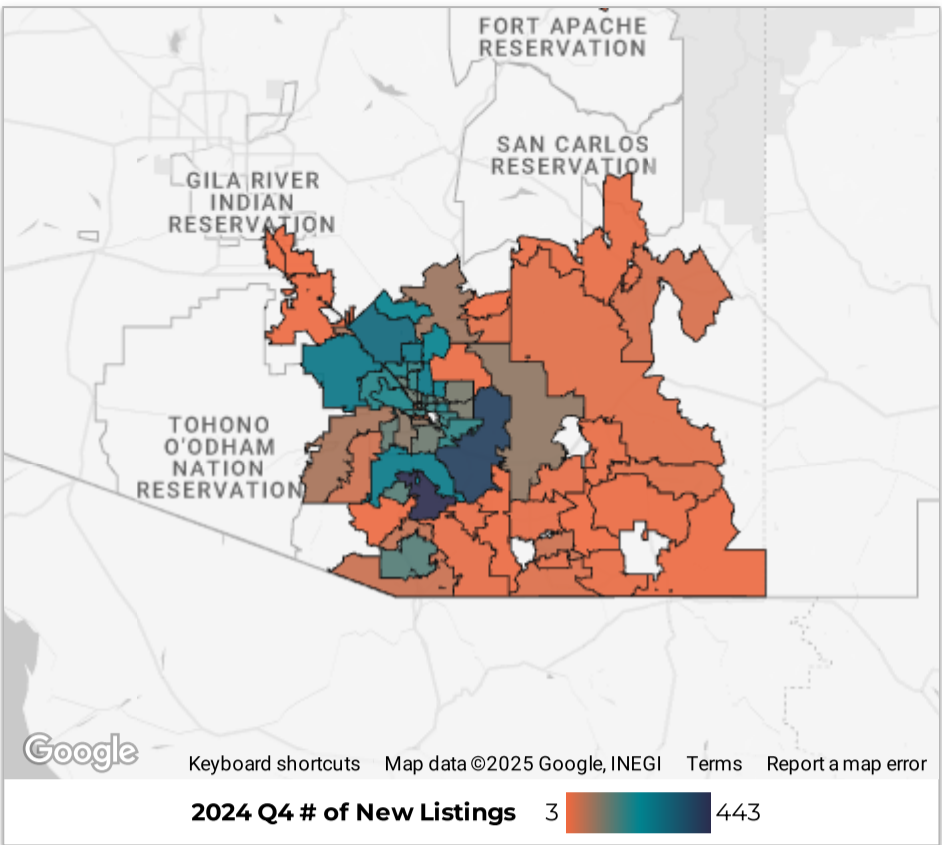 FORT APACHE
RESERVATION
SAN CARLOS
RESERVATION
GILA RIVER
INDIAN
RESERVATION
TOHONO
O'ODHAM
NATION
RESERVATION
Google
Keyboard shortcuts Map data ©2025 Google, INEGI Terms Report a map error
2024 Q4 # of New Listings 3 443